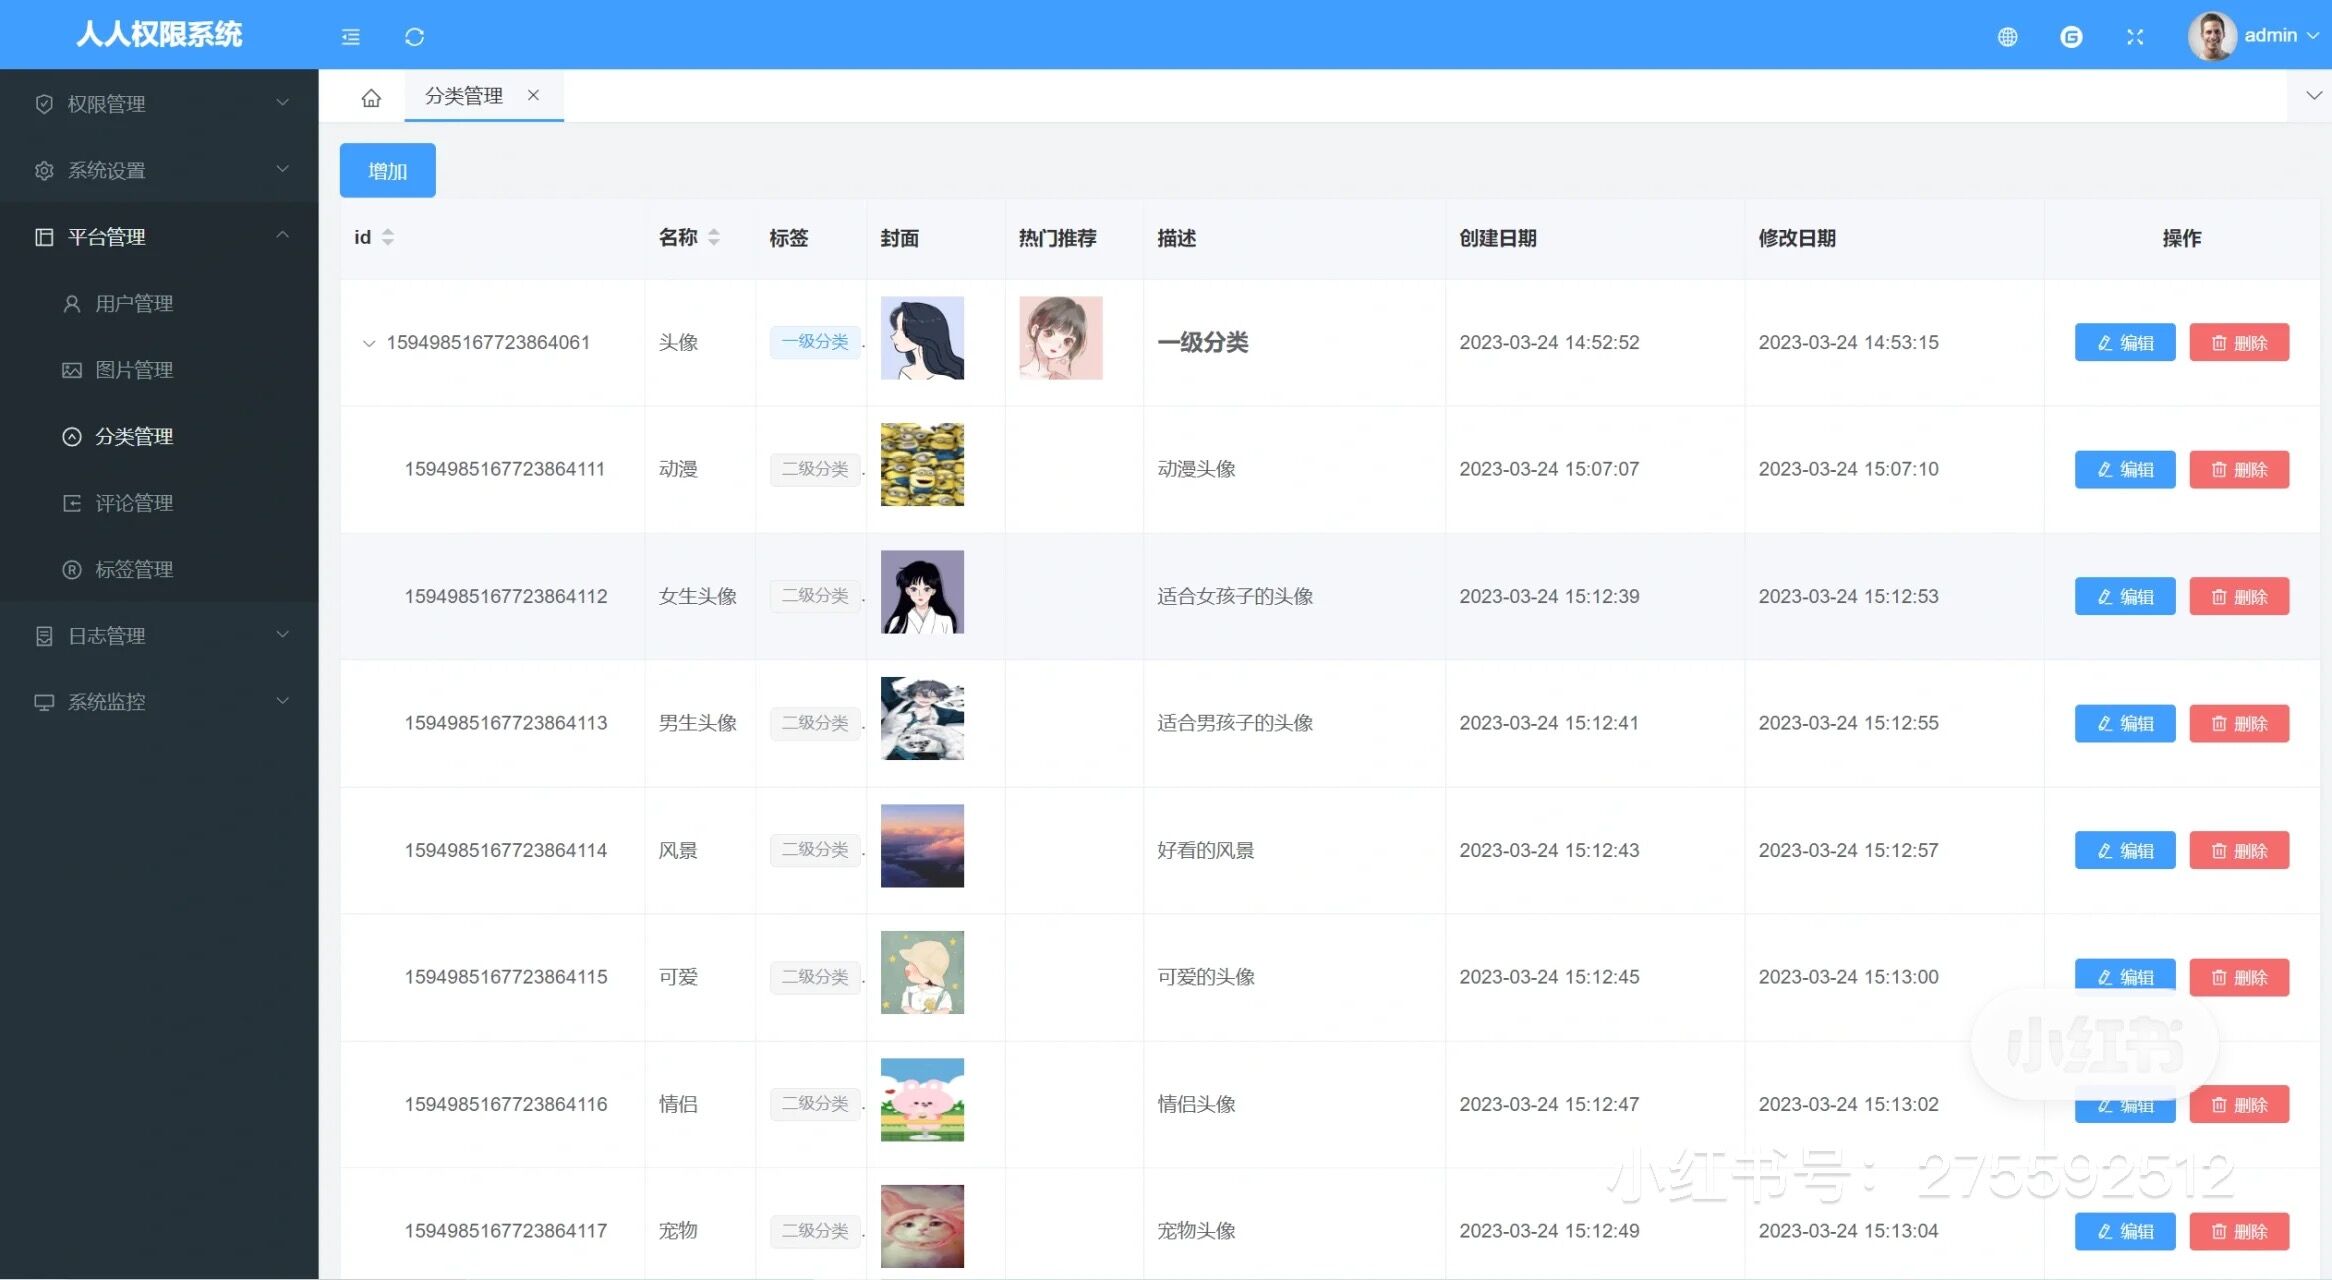 人人权限系统
admin
权限管理
系统设置
平台管理
用户管理
图片管理
分类管理
评论管理
标签管理
日志管理
系统监控
分类管理
增加
id 名称 标签 封面 热门推荐 描述 创建日期 修改日期 操作
1594985167723864061 头像 一级分类 一级分类 2023-03-24 14:52:52 2023-03-24 14:53:15 编辑 删除
1594985167723864111 动漫 二级分类 动漫头像 2023-03-24 15:07:07 2023-03-24 15:07:10 编辑 删除
1594985167723864112 女生头像 二级分类 适合女孩子的头像 2023-03-24 15:12:39 2023-03-24 15:12:53 编辑 删除
1594985167723864113 男生头像 二级分类 适合男孩子的头像 2023-03-24 15:12:41 2023-03-24 15:12:55 编辑 删除
1594985167723864114 风景 二级分类 好看的风景 2023-03-24 15:12:43 2023-03-24 15:12:57 编辑 删除
1594985167723864115 可爱 二级分类 可爱的头像 2023-03-24 15:12:45 2023-03-24 15:13:00 编辑 删除
小红书
1594985167723864116 情侣 二级分类 情侣头像 2023-03-24 15:12:47 2023-03-24 15:13:02 编辑 删除
小红书号：275592512
1594985167723864117 宠物 二级分类 宠物头像 2023-03-24 15:12:49 2023-03-24 15:13:04 编辑 删除